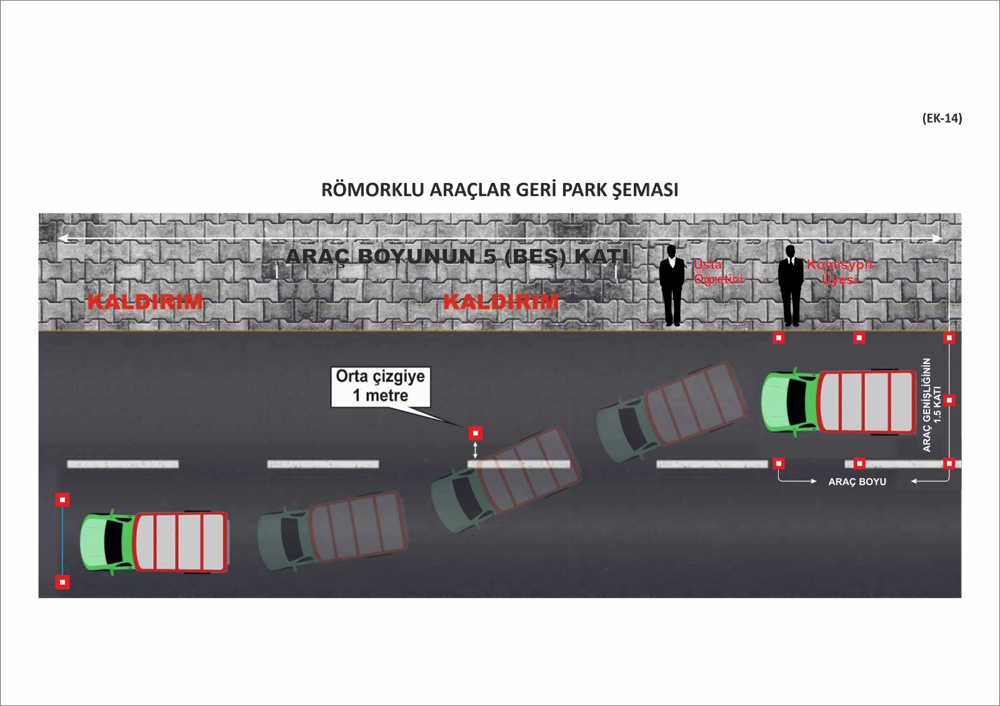 (EK-14)
RÖMORKLU ARAÇLAR GERİ PARK ŞEMASI
ARAÇ BOYUNUN 5 (BEŞ) KATI
Usta
Öğretici
Komisyon
Üyesi
KALDIRIM
KALDIRIM
Orta çizgiye
1 metre
ARAÇ GENİŞLİĞİNİN
1.5 KATI
ARAÇ BOYU